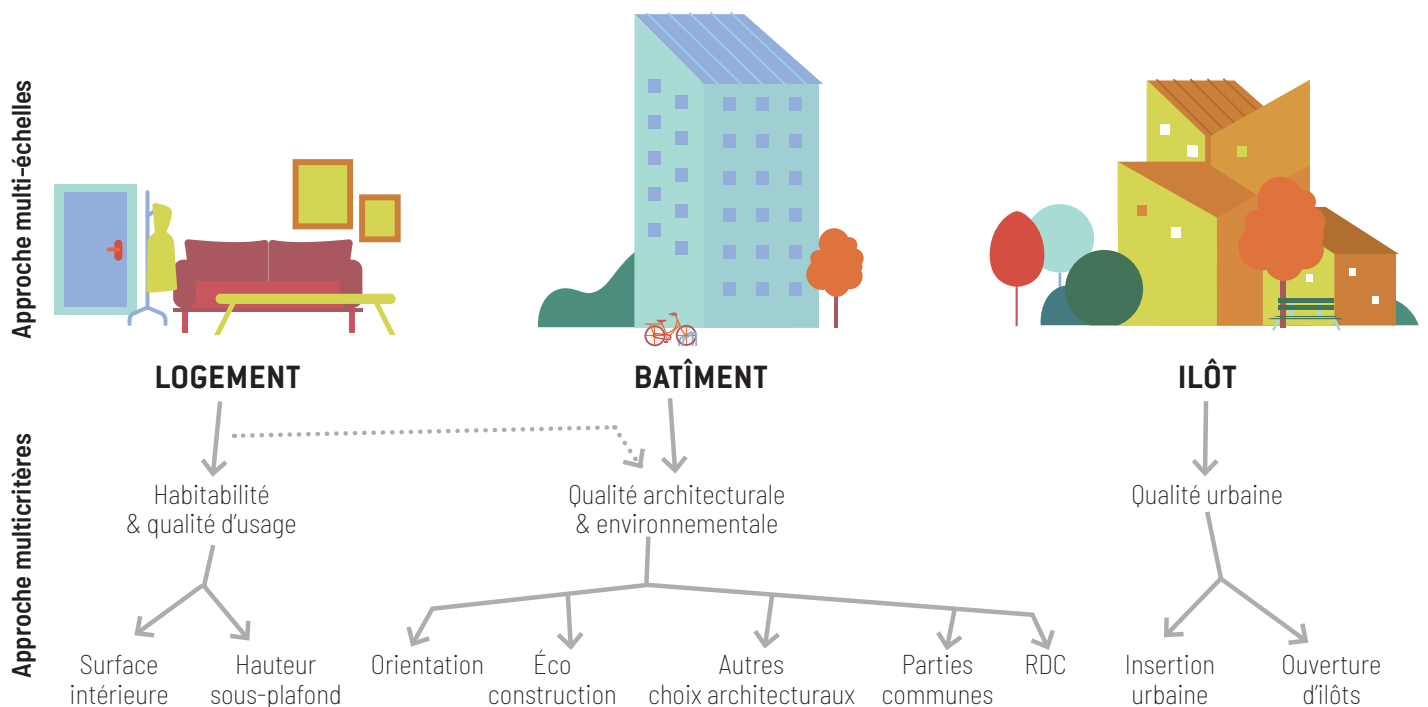 Approche multi-échelles
LOGEMENT
BATÎMENT
ILÔT
Approche multicritères
Habitabilité
& qualité d'usage
Qualité architecturale
& environnementale
Qualité urbaine
Surface
intérieure
Hauteur
sous-plafond
Orientation
Éco
construction
Autres
choix architecturaux
Parties
communes
RDC
Insertion
urbaine
Ouverture
d'ilôts